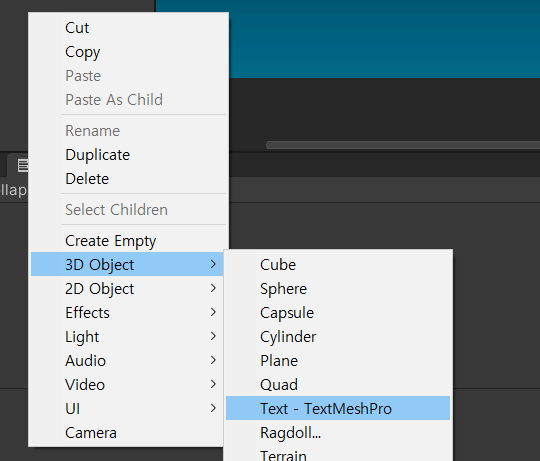 Cut
Copy
Paste
Paste As Child
Rename
Duplicate
Delete
Select Children
Create Empty
3D Object
2D Object
Effects
Light
Audio
Video
UI
Camera
Cube
Sphere
Capsule
Cylinder
Plane
Quad
Text - TextMeshPro
Ragdoll...
Terrain
llap